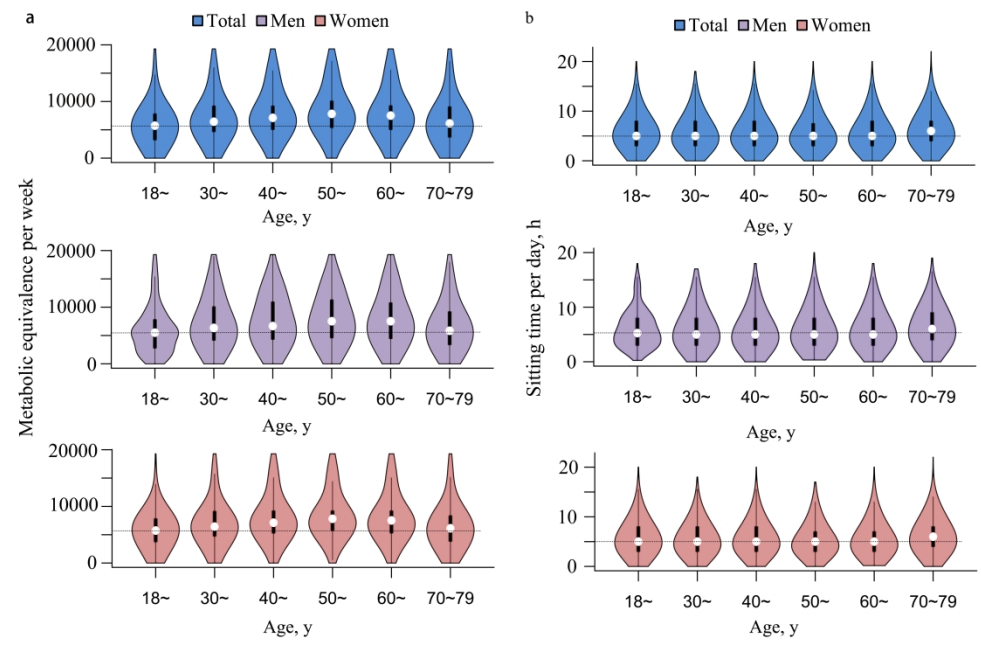 a
Total Men Women
Metabolic equivalence per week
20000
10000
0
18~ 30~ 40~ 50~ 60~ 70~79
Age, y
20000
10000
0
18~ 30~ 40~ 50~ 60~ 70~79
Age, y
20000
10000
0
18~ 30~ 40~ 50~ 60~ 70~79
Age, y
b
Total Men Women
Sitting time per day, h
20
10
0
18~ 30~ 40~ 50~ 60~ 70~79
Age, y
20
10
0
18~ 30~ 40~ 50~ 60~ 70~79
Age, y
20
10
0
18~ 30~ 40~ 50~ 60~ 70~79
Age, y